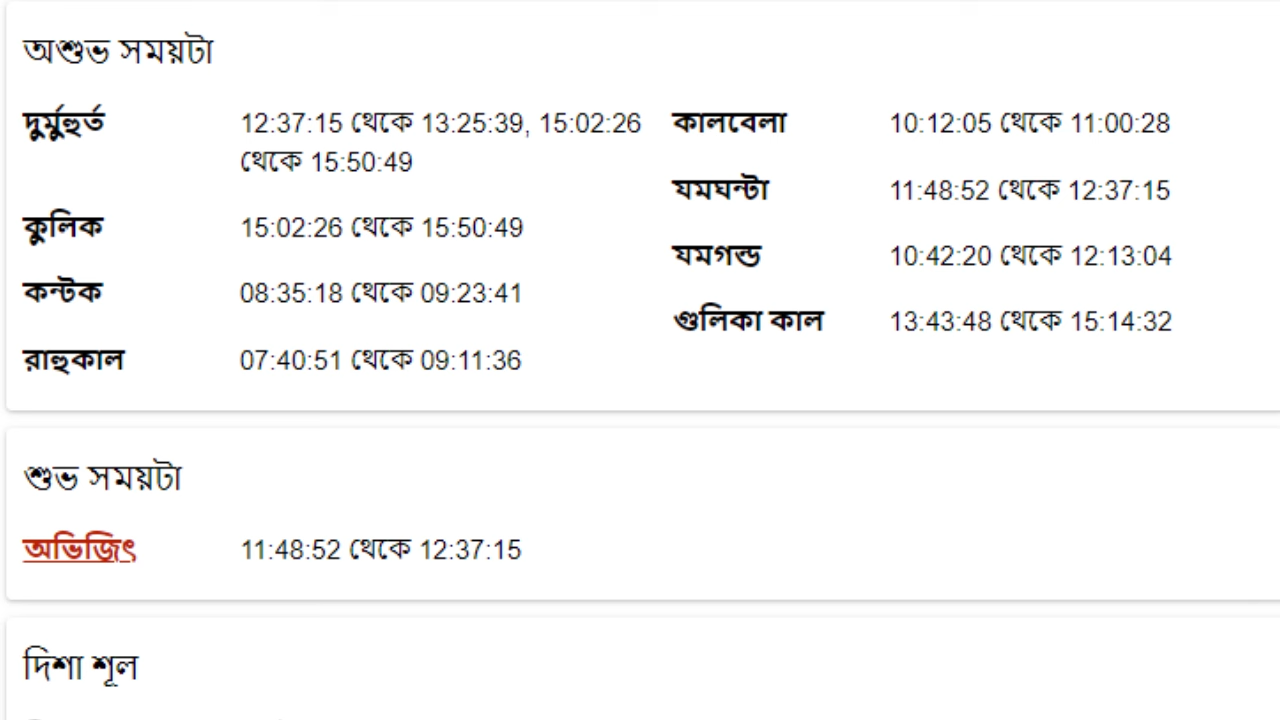 অশুভ সময়টা
দুর্মুহুর্ত 12:37:15 থেকে 13:25:39, 15:02:26
থেকে 15:50:49
কুলিক 15:02:26 থেকে 15:50:49
কন্টক 08:35:18 থেকে 09:23:41
রাহুকাল 07:40:51 থেকে 09:11:36
কালবেলা 10:12:05 থেকে 11:00:28
যমঘন্টা 11:48:52 থেকে 12:37:15
যমগন্ড 10:42:20 থেকে 12:13:04
গুলিকা কাল 13:43:48 থেকে 15:14:32
শুভ সময়টা
অভিজিৎ 11:48:52 থেকে 12:37:15
দিশা শূল